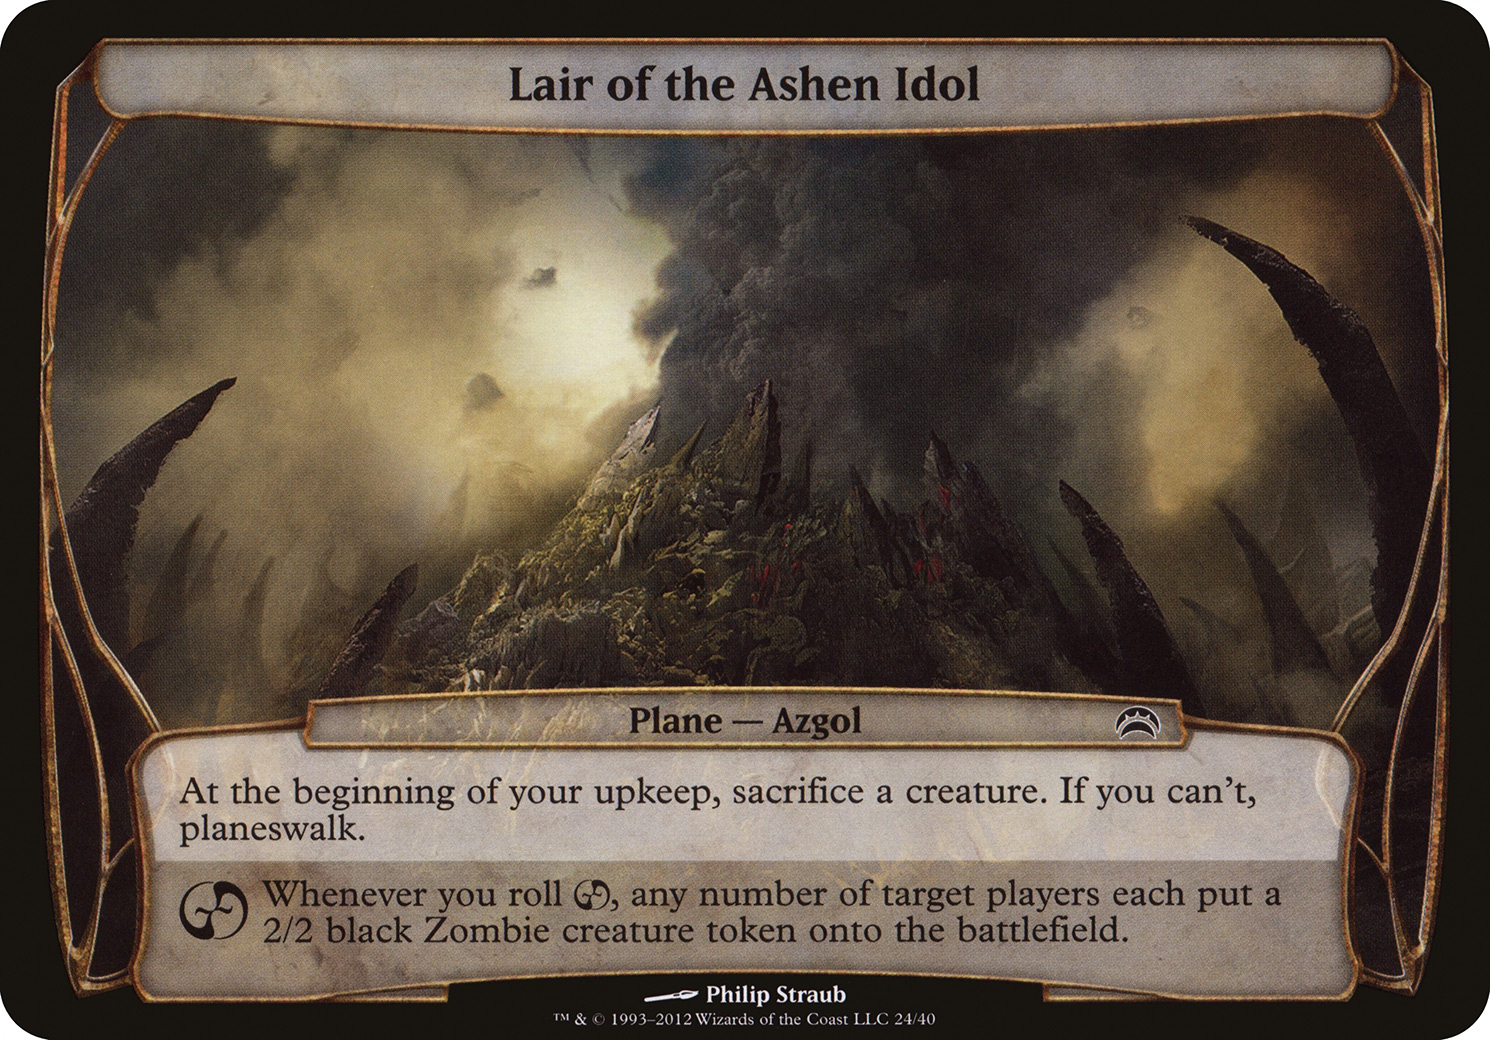 Lair of the Ashen Idol
Plane — Azgol
At the beginning of your upkeep, sacrifice a creature. If you can't,
planeswalk.
Whenever you roll , any number of target players each put a
2/2 black Zombie creature token onto the battlefield.
Philip Straub
™ & © 1993–2012 Wizards of the Coast LLC 24/40